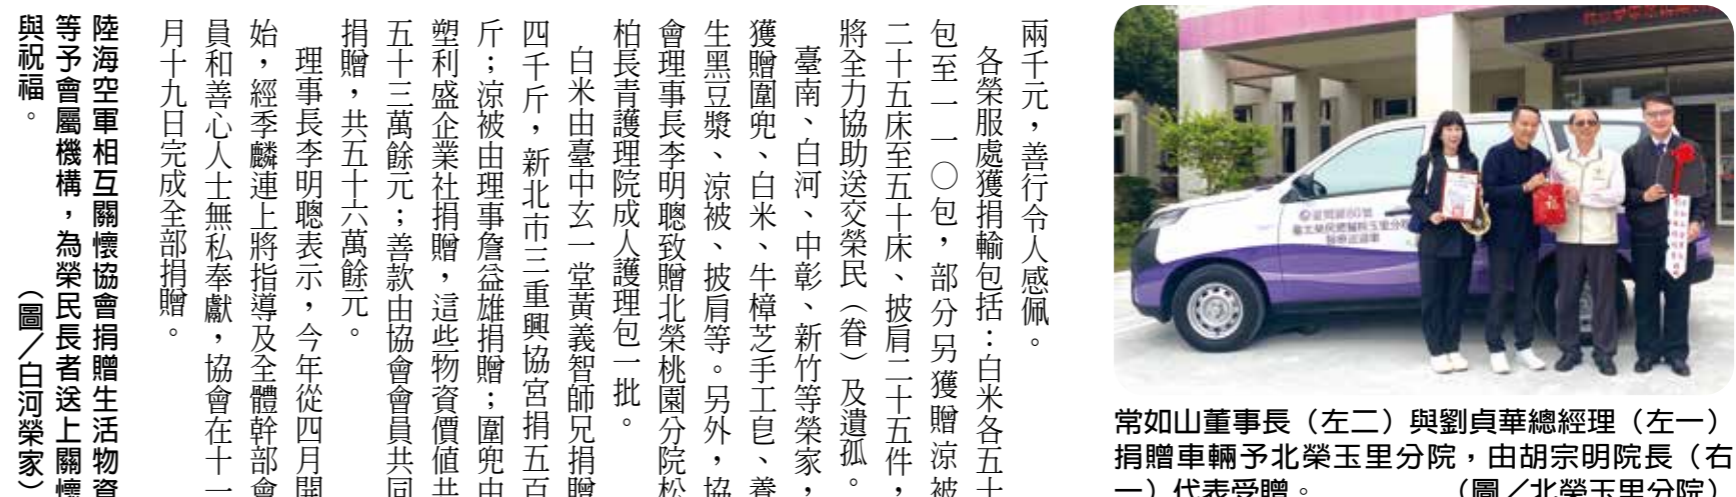 兩千元，善行令人感佩。
各榮服處獲捐輸包括：白米各五十
包至一一〇包，部分另獲贈涼被
二十五床至五十床、披肩二十五件，
將全力協助送交榮民（眷）及遺孤。
臺南、白河、中彰、新竹等榮家，
獲贈圍兜、白米、牛樟芝手工皂、養
生黑豆漿、涼被、披肩等。另外，協
會理事長李明聰致贈北榮桃園分院松
柏長青護理院成人護理包一批。
白米由臺中玄一堂黃義智師兄捐贈
四千斤，新北市三重興協宮捐五百
斤；涼被由理事詹益雄捐贈；圍兜由
塑利盛企業社捐贈，這些物資價值共
五十三萬餘元；善款由協會會員共同
捐贈，共五十六萬餘元。
理事長李明聰表示，今年從四月開
始，經季麟連上將指導及全體幹部會
員和善心人士無私奉獻，協會在十一
月十九日完成全部捐贈。
陸海空軍相互關懷協會捐贈生活物資
等予會屬機構，為榮民長者送上關懷
與祝福。（圖／白河榮家）
臺北榮民總醫院玉里分院
醫療巡迴車
常如山董事長（左二）與劉貞華總經理（左一）
捐贈車輛予北榮玉里分院，由胡宗明院長（右
一）代表受贈。（圖／北榮玉里分院）